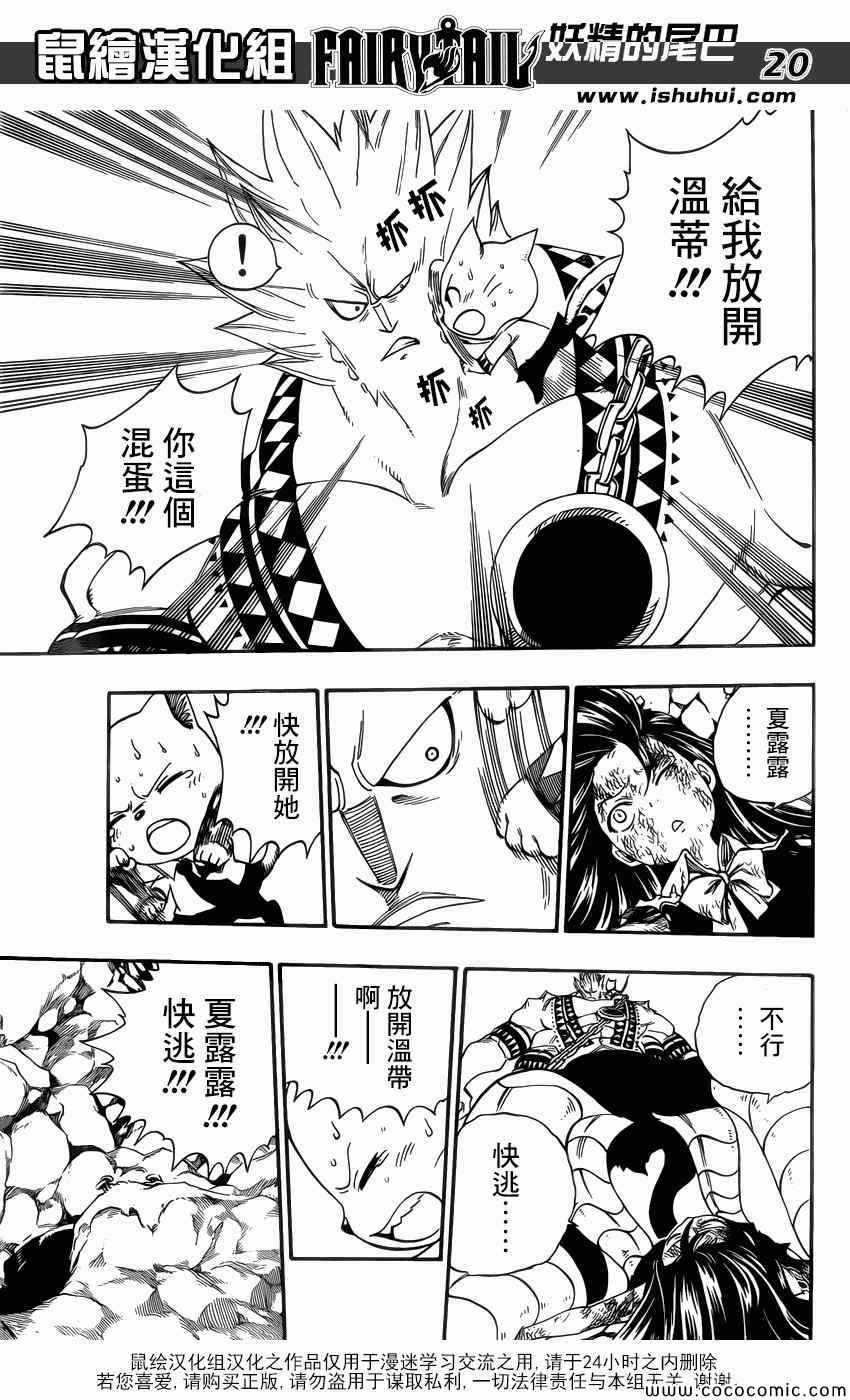 鼠繪漢化組
FAIRY TAIL
妖精的尾巴
20
www.ishuhui.com
給我放開
溫蒂!!!
拆
拆
!
拆
拆
你這個
混蛋!!!
夏露露
………
快放開她
!!!
不行
……
快逃
……
放開溫帶
啊——
——!!!
夏露露!!!
快逃!!!
鼠绘汉化组汉化之作品仅用于漫迷学习交流之用, 请于24小时之内删除
若您喜爱, 请购买正版, 请勿用于谋取私利, 一切法律责任与本组无关, 谢谢.
www.cococomic.com